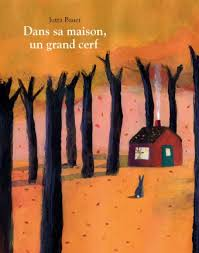 Jutta Bauer
Dans sa maison,
un grand cerf